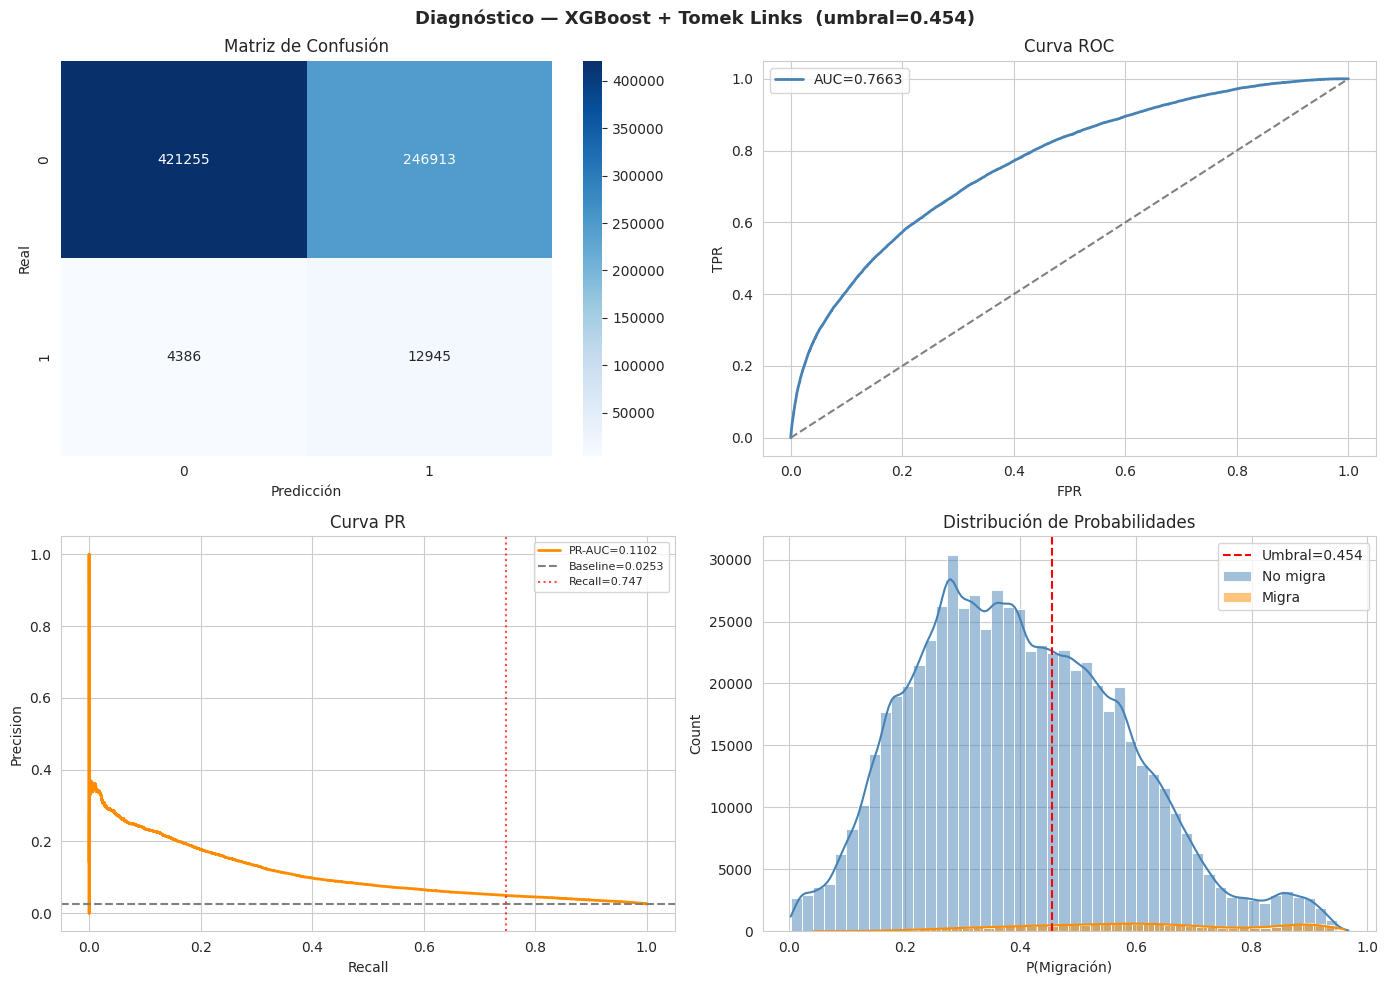 Diagnóstico — XGBoost + Tomek Links  (umbral=0.454)
Matriz de Confusión
Real
0
1
421255
246913
4386
12945
0
1
Predicción
400000
350000
300000
250000
200000
150000
100000
50000
Curva ROC
AUC=0.7663
TPR
1.0
0.8
0.6
0.4
0.2
0.0
0.0
0.2
0.4
0.6
0.8
1.0
FPR
Curva PR
PR-AUC=0.1102
Baseline=0.0253
Recall=0.747
Precision
1.0
0.8
0.6
0.4
0.2
0.0
0.0
0.2
0.4
0.6
0.8
1.0
Recall
Distribución de Probabilidades
Umbral=0.454
No migra
Migra
Count
30000
25000
20000
15000
10000
5000
0
0.0
0.2
0.4
0.6
0.8
1.0
P(Migración)